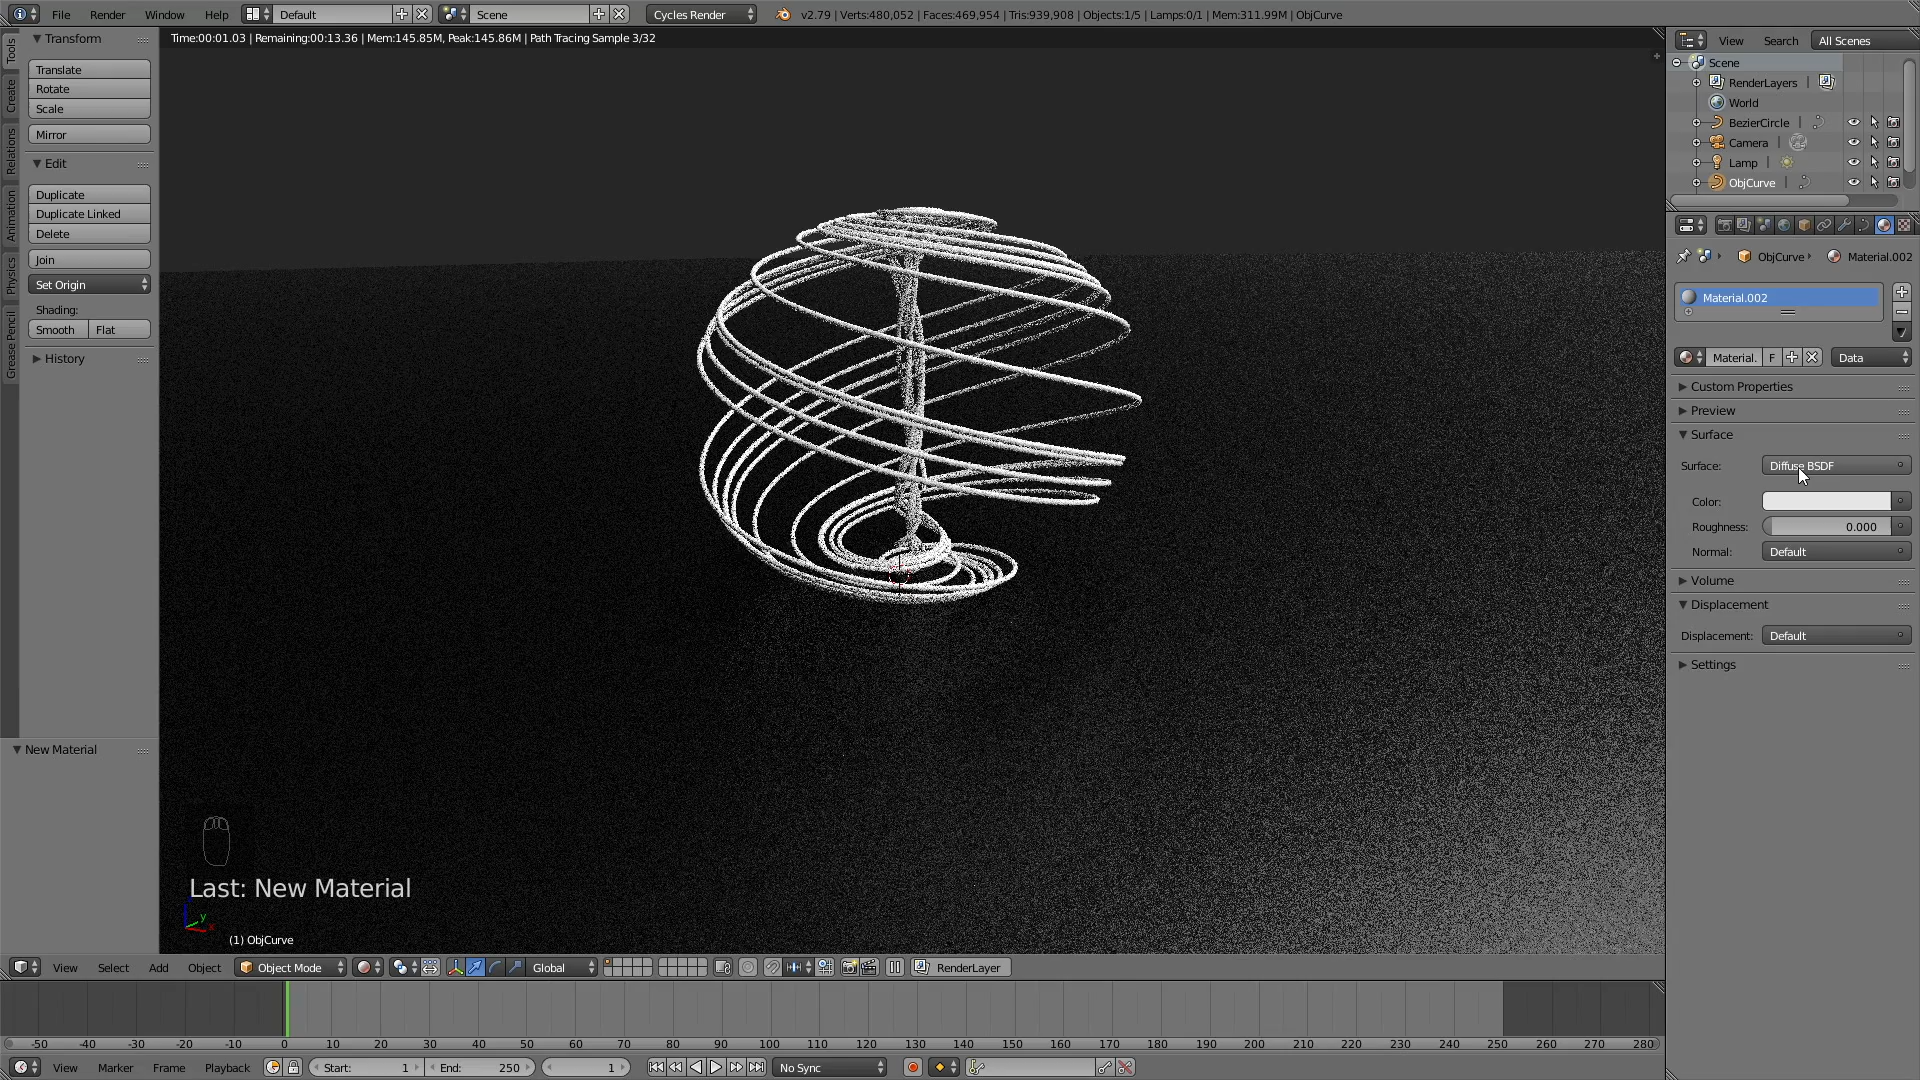 File Render Window Help Default Scene Cycles Render v2.79 | Verts:480,052 | Faces:469,954 | Tris:939,908 | Objects:1/5 | Lamps:0/1 | Mem:311.99M | ObjCurve
Time:00:01.03 | Remaining:00:13.36 | Mem:145.85M, Peak:145.86M | Path Tracing Sample 3/32
Tools
Create
Relations
Animation
Physics
Grease Pencil
Transform
Translate
Rotate
Scale
Mirror
Edit
Duplicate
Duplicate Linked
Delete
Join
Set Origin
Shading:
Smooth Flat
History
New Material
Last: New Material
y
x
(1) ObjCurve
View Select Add Object Object Mode Global RenderLayer
-50 -40 -30 -20 -10 0 10 20 30 40 50 60 70 80 90 100 110 120 130 140 150 160 170 180 190 200 210 220 230 240 250 260 270 280
View Marker Frame Playback Start: 1 End: 250 1 No Sync
View Search All Scenes
Scene
RenderLayers |
World
BezierCircle |
Camera |
Lamp |
ObjCurve |
ObjCurve Material.002
Material.002
Material. F Data
Custom Properties
Preview
Surface
Surface: Diffuse BSDF
Color:
Roughness: 0.000
Normal: Default
Volume
Displacement
Displacement: Default
Settings